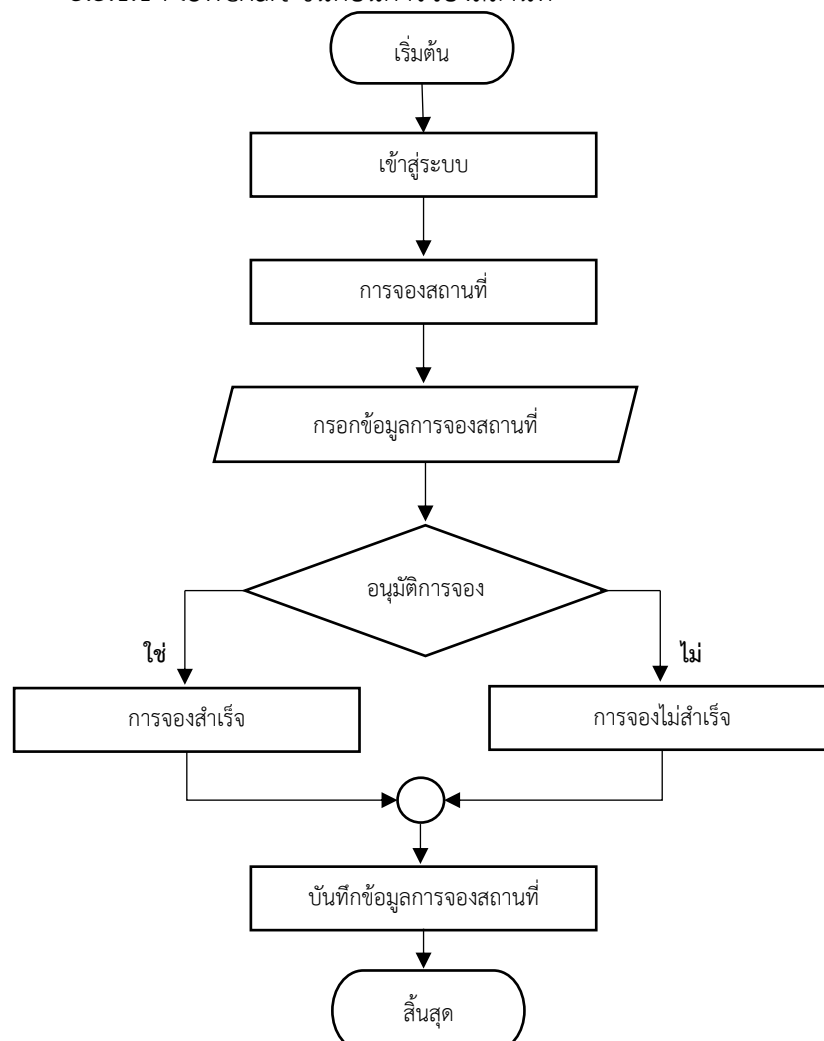 เริ่มต้น
เข้าสู่ระบบ
การจองสถานที่
กรอกข้อมูลการจองสถานที่
อนุมัติการจอง
ใช่
ไม่
การจองสำเร็จ
การจองไม่สำเร็จ
บันทึกข้อมูลการจองสถานที่
สิ้นสุด